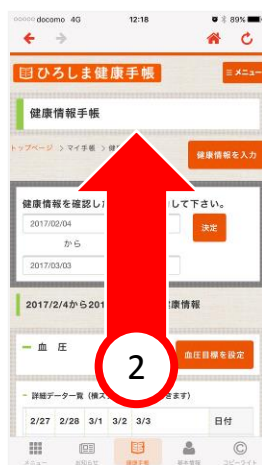 docomo 4G 12:18 89%
ひろしま健康手帳
≡ メニュー
健康情報手帳
トップページ > マイ手帳 >
健康情報を入力
健康情報を確認し
して下さい。
2017/02/04
から
決定
2017/03/03
2017/2/4から201
康情報
血 圧
血圧目標を設定
2
詳細データ一覧（横ス
きます）
2/27 2/28 3/1 3/2 3/3 日付
メニュー お知らせ 健康手帳 基本情報 コピーライト